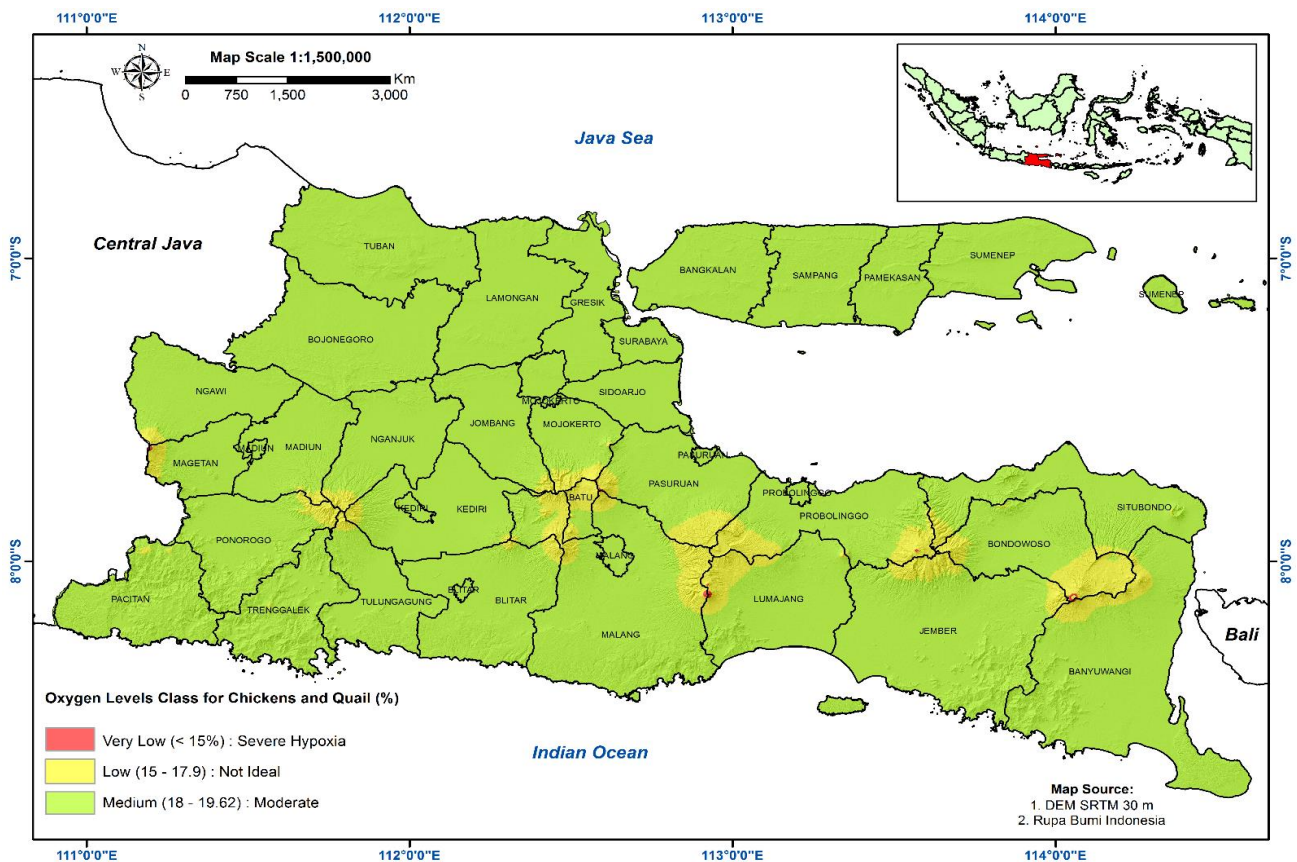 111°0'0"E
112°0'0"E
113°0'0"E
114°0'0"E
N
W
E
S
Map Scale 1:1,500,000
Km
0
750
1,500
3,000
Java Sea
Central Java
7°0'0"S
7°0'0"S
TUBAN
BANGKALAN
SAMPANG
PAMEKASAN
SUMENEP
SUMENEP
LAMONGAN
GRESIK
BOJONEGORO
SURABAYA
NGAWI
SIDOARJO
MOJOKERTO
JOMBANG
MOJOKERTO
NGANJUK
MADIUN
MADIUN
MAGETAN
PASURUAN
PASURUAN
BATU
PROBOLINGGO
PROBOLINGGO
SITUBONDO
KEDIRI
KEDIRI
PONOROGO
BONDOWOSO
MALANG
8°0'0"S
8°0'0"S
PACITAN
TRENGGALEK
TULUNGAGUNG
BLITAR
BLITAR
LUMAJANG
MALANG
JEMBER
Bali
BANYUWANGI
Oxygen Levels Class for Chickens and Quail (%)
Very Low (< 15%) : Severe Hypoxia
Low (15 - 17.9) : Not Ideal
Medium (18 - 19.62) : Moderate
Indian Ocean
Map Source:
1. DEM SRTM 30 m
2. Rupa Bumi Indonesia
111°0'0"E
112°0'0"E
113°0'0"E
114°0'0"E